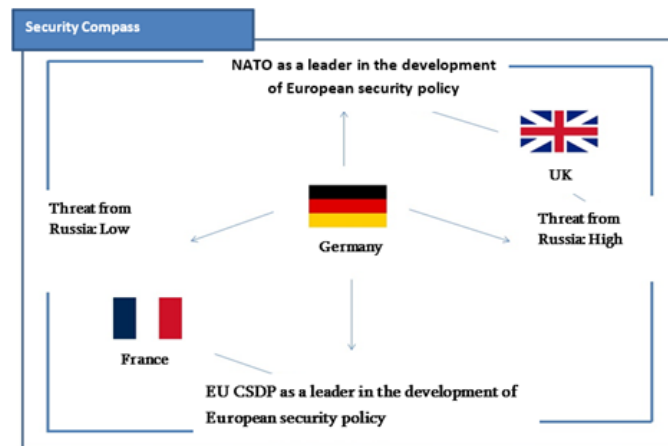 Security Compass
NATO as a leader in the development
of European security policy
UK
Threat from
Russia: Low
Germany
Threat from
Russia: High
France
EU CSDP as a leader in the development of
European security policy